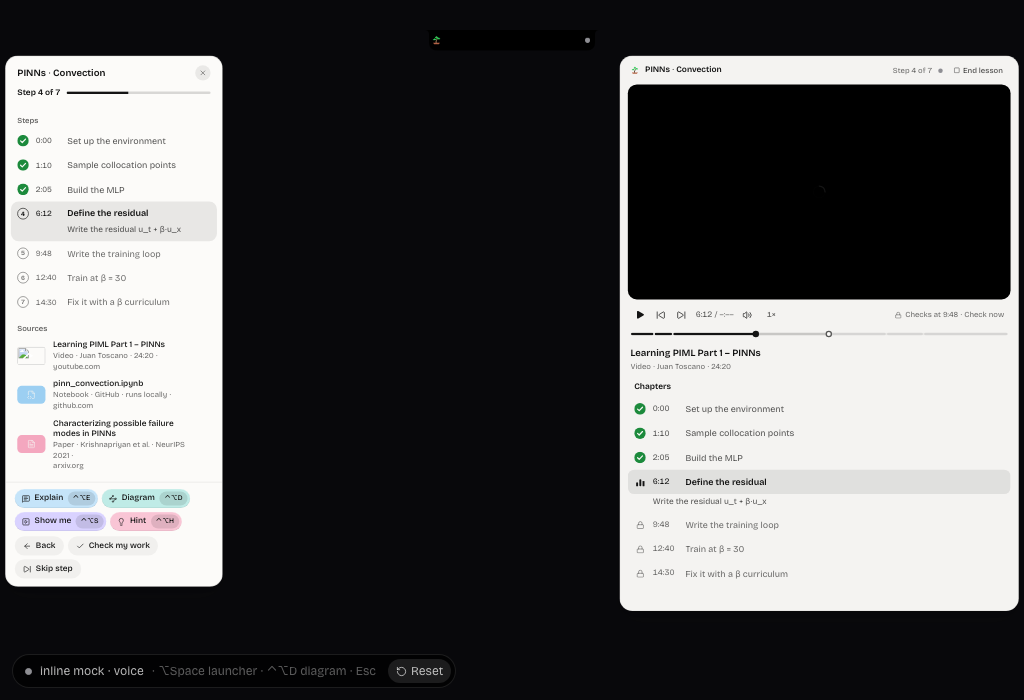 PINNs · Convection
Step 4 of 7
Steps
0:00 Set up the environment
1:10 Sample collocation points
2:05 Build the MLP
4 6:12 Define the residual
Write the residual u_t + β·u_x
5 9:48 Write the training loop
6 12:40 Train at β = 30
7 14:30 Fix it with a β curriculum
Sources
Learning PIML Part 1 – PINNs
Video · Juan Toscano · 24:20 ·
youtube.com
pinn_convection.ipynb
Notebook · GitHub · runs locally ·
github.com
Characterizing possible failure
modes in PINNs
Paper · Krishnapriyan et al. · NeurIPS
2021 ·
arxiv.org
Explain ⌃⌥E Diagram ⌃⌥D
Show me ⌃⌥S Hint ⌃⌥H
Back Check my work
Skip step
PINNs · Convection Step 4 of 7 End lesson
6:12 / –:–– 1× Checks at 9:48 · Check now
Learning PIML Part 1 – PINNs
Video · Juan Toscano · 24:20
Chapters
0:00 Set up the environment
1:10 Sample collocation points
2:05 Build the MLP
6:12 Define the residual
Write the residual u_t + β·u_x
9:48 Write the training loop
12:40 Train at β = 30
14:30 Fix it with a β curriculum
inline mock · voice · ⌥Space launcher · ⌃⌥D diagram · Esc Reset